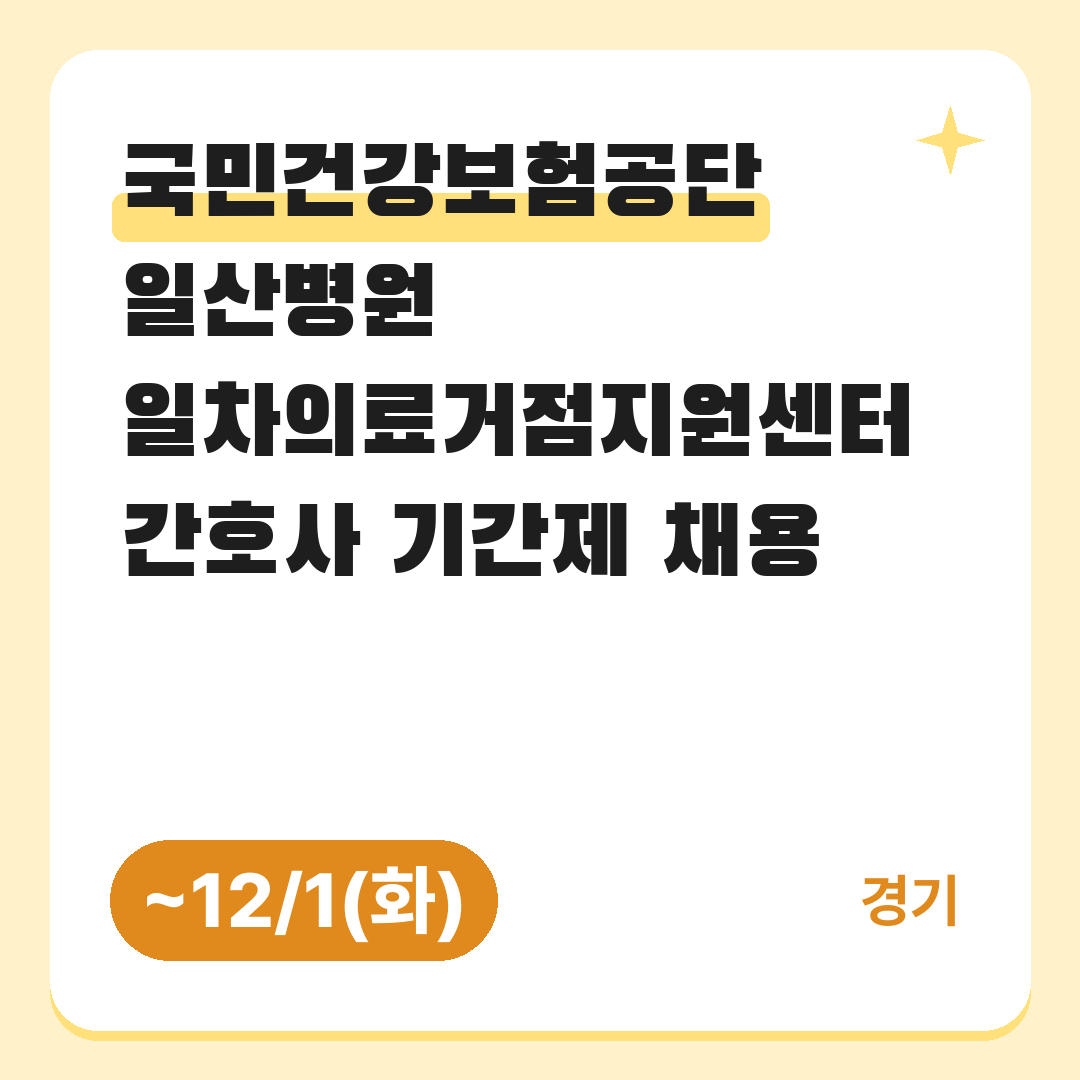 국민건강보험공단
일산병원
일차의료거점지원센터
간호사 기간제 채용
~12/1(화)
경기